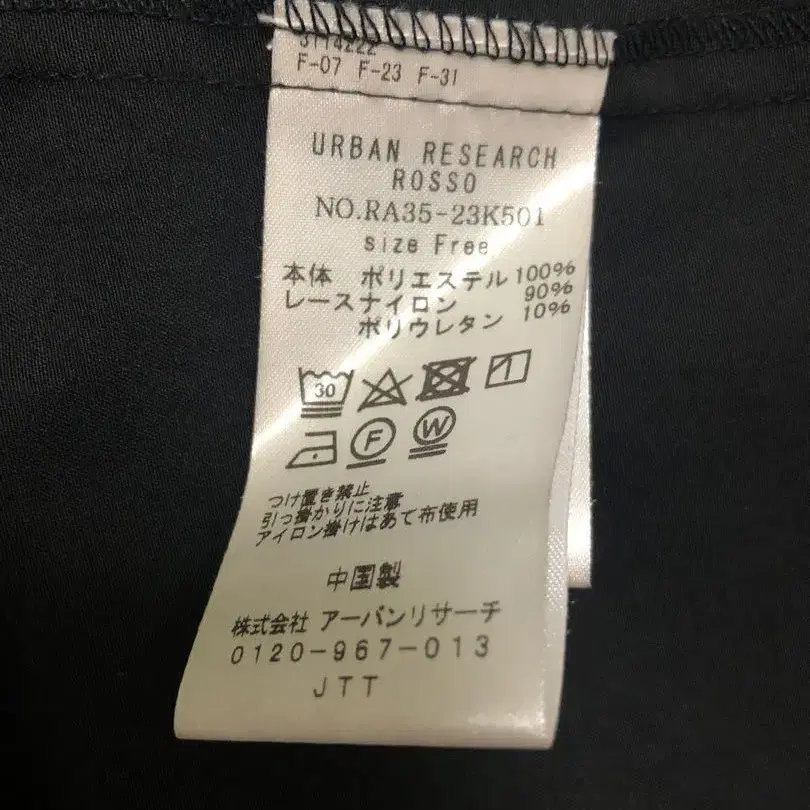 3114222
F-07 F-23 F-31
URBAN RESEARCH
ROSSO
NO.RA35-23K501
size Free
本体 ポリエステル 100%
レース ナイロン 90%
ポリウレタン 10%
30
1
F
W
つけ置き禁止
引っ掛かりに注意
アイロン掛けはあて布使用
中国製
株式会社 アーバンリサーチ
0120-967-013
JTT